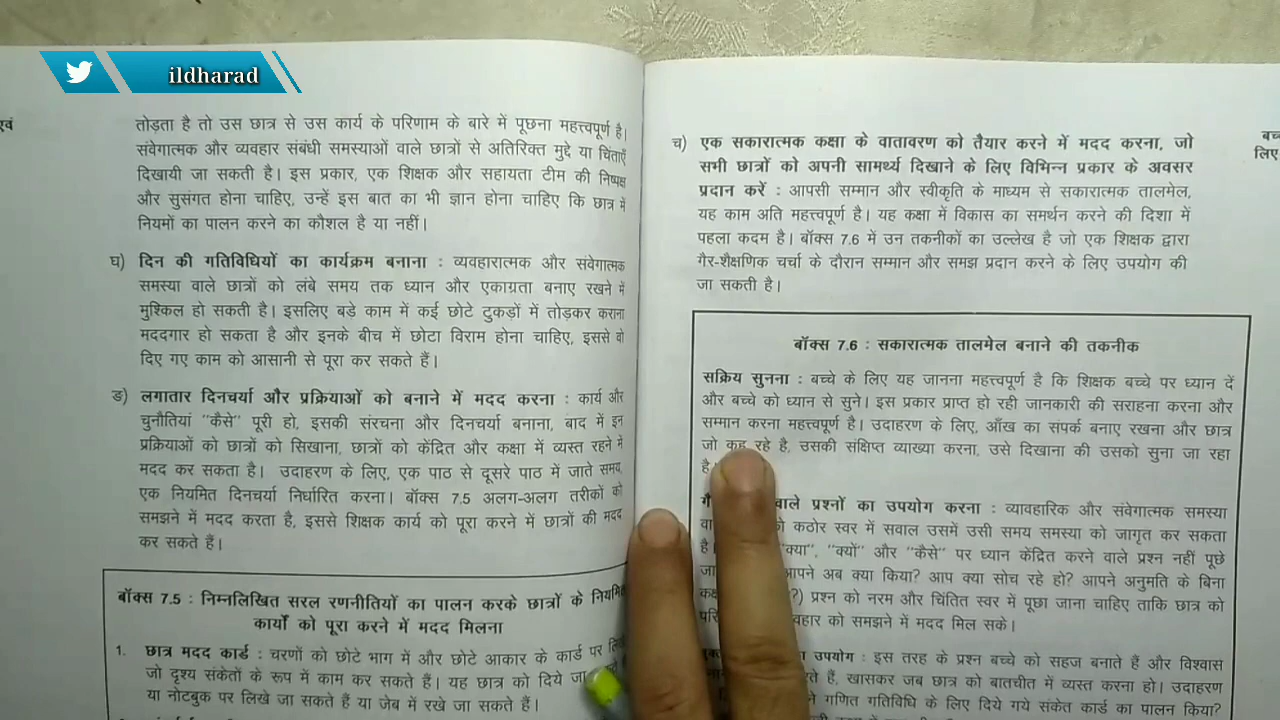 ildharad
एवं
तोड़ता है तो उस छात्र से उस कार्य के परिणाम के बारे में पूछना महत्त्वपूर्ण है।
संवेगात्मक और व्यवहार संबंधी समस्याओं वाले छात्रों से अतिरिक्त मुद्दे या चिंताएँ
दिखायी जा सकती है। इस प्रकार, एक शिक्षक और सहायता टीम की निष्पक्ष
और सुसंगत होना चाहिए, उन्हें इस बात का भी ज्ञान होना चाहिए कि छात्र में
नियमों का पालन करने का कौशल है या नहीं।
घ) दिन की गतिविधियों का कार्यक्रम बनाना : व्यवहारात्मक और संवेगात्मक
समस्या वाले छात्रों को लंबे समय तक ध्यान और एकाग्रता बनाए रखने में
मुश्किल हो सकती है। इसलिए बड़े काम में कई छोटे टुकड़ों में तोड़कर कराना
मददगार हो सकता है और इनके बीच में छोटा विराम होना चाहिए, इससे वो
दिए गए काम को आसानी से पूरा कर सकते हैं।
ङ) लगातार दिनचर्या और प्रक्रियाओं को बनाने में मदद करना : कार्य और
चुनौतियां "कैसे" पूरी हो, इसकी संरचना और दिनचर्या बनाना, बाद में इन
प्रक्रियाओं को छात्रों को सिखाना, छात्रों को केंद्रित और कक्षा में व्यस्त रहने में
मदद कर सकता है। उदाहरण के लिए, एक पाठ से दूसरे पाठ में जाते समय,
एक नियमित दिनचर्या निर्धारित करना। बॉक्स 7.5 अलग-अलग तरीकों को
समझने में मदद करता है, इससे शिक्षक कार्य को पूरा करने में छात्रों की मदद
कर सकते हैं।
बॉक्स 7.5 : निम्नलिखित सरल रणनीतियों का पालन करके छात्रों के नियमित
कार्यों को पूरा करने में मदद मिलना
1. छात्र मदद कार्ड : चरणों को छोटे भाग में और छोटे आकार के कार्ड पर
जो दृश्य संकेतों के रूप में काम कर सकते हैं। यह छात्र को दिये
या नोटबुक पर लिखे जा सकते हैं या जेब में रखे जा सकते हैं।
च) एक सकारात्मक कक्षा के वातावरण को तैयार करने में मदद करना, जो
सभी छात्रों को अपनी सामर्थ्य दिखाने के लिए विभिन्न प्रकार के अवसर
प्रदान करें : आपसी सम्मान और स्वीकृति के माध्यम से सकारात्मक तालमेल,
यह काम अति महत्त्वपूर्ण है। यह कक्षा में विकास का समर्थन करने की दिशा में
पहला कदम है। बॉक्स 7.6 में उन तकनीकों का उल्लेख है जो एक शिक्षक द्वारा
गैर-शैक्षणिक चर्चा के दौरान सम्मान और समझ प्रदान करने के लिए उपयोग की
जा सकती है।
बॉक्स 7.6 : सकारात्मक तालमेल बनाने की तकनीक
सक्रिय सुनना : बच्चे के लिए यह जानना महत्त्वपूर्ण है कि शिक्षक बच्चे पर ध्यान दें
और बच्चे को ध्यान से सुने। इस प्रकार प्राप्त हो रही जानकारी की सराहना करना और
सम्मान करना महत्त्वपूर्ण है। उदाहरण के लिए, आँख का संपर्क बनाए रखना और छात्र
जो कह रहे है, उसकी संक्षिप्त व्याख्या करना, उसे दिखाना की उसको सुना जा रहा
है।
वाले प्रश्नों का उपयोग करना : व्यावहारिक और संवेगात्मक समस्या
को कठोर स्वर में सवाल उसमें उसी समय समस्या को जागृत कर सकता
है। "क्या", "क्यों" और "कैसे" पर ध्यान केंद्रित करने वाले प्रश्न नहीं पूछे
आपने अब क्या किया? आप क्या सोच रहे हो? आपने अनुमति के बिना
प्रश्न को नरम और चिंतित स्वर में पूछा जाना चाहिए ताकि छात्र को
को समझने में मदद मिल सके।
उपयोग : इस तरह के प्रश्न बच्चे को सहज बनाते हैं और विश्वास
हैं, खासकर जब छात्र को बातचीत में व्यस्त करना हो। उदाहरण
गणित गतिविधि के लिए दिये गये संकेत कार्ड का पालन किया?